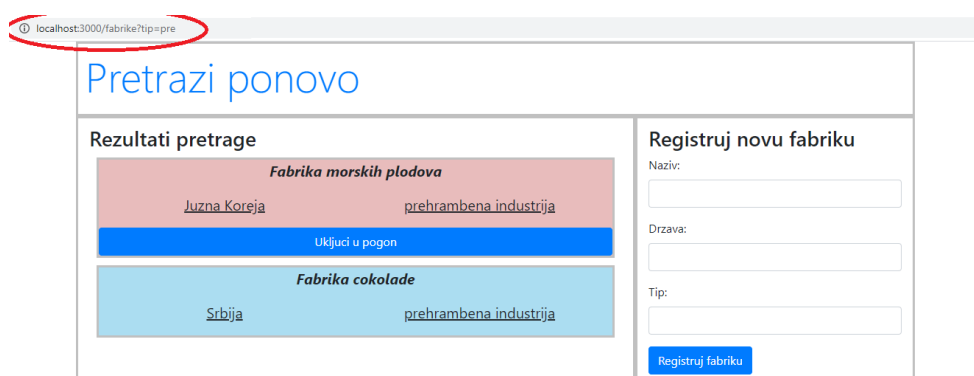 localhost:3000/fabrike?tip=pre
Pretrazi ponovo
Rezultati pretrage
Fabrika morskih plodova
Juzna Koreja prehrambena industrija
Ukljuci u pogon
Fabrika cokolade
Srbija prehrambena industrija
Registruj novu fabriku
Naziv:
Drzava:
Tip:
Registruj fabriku